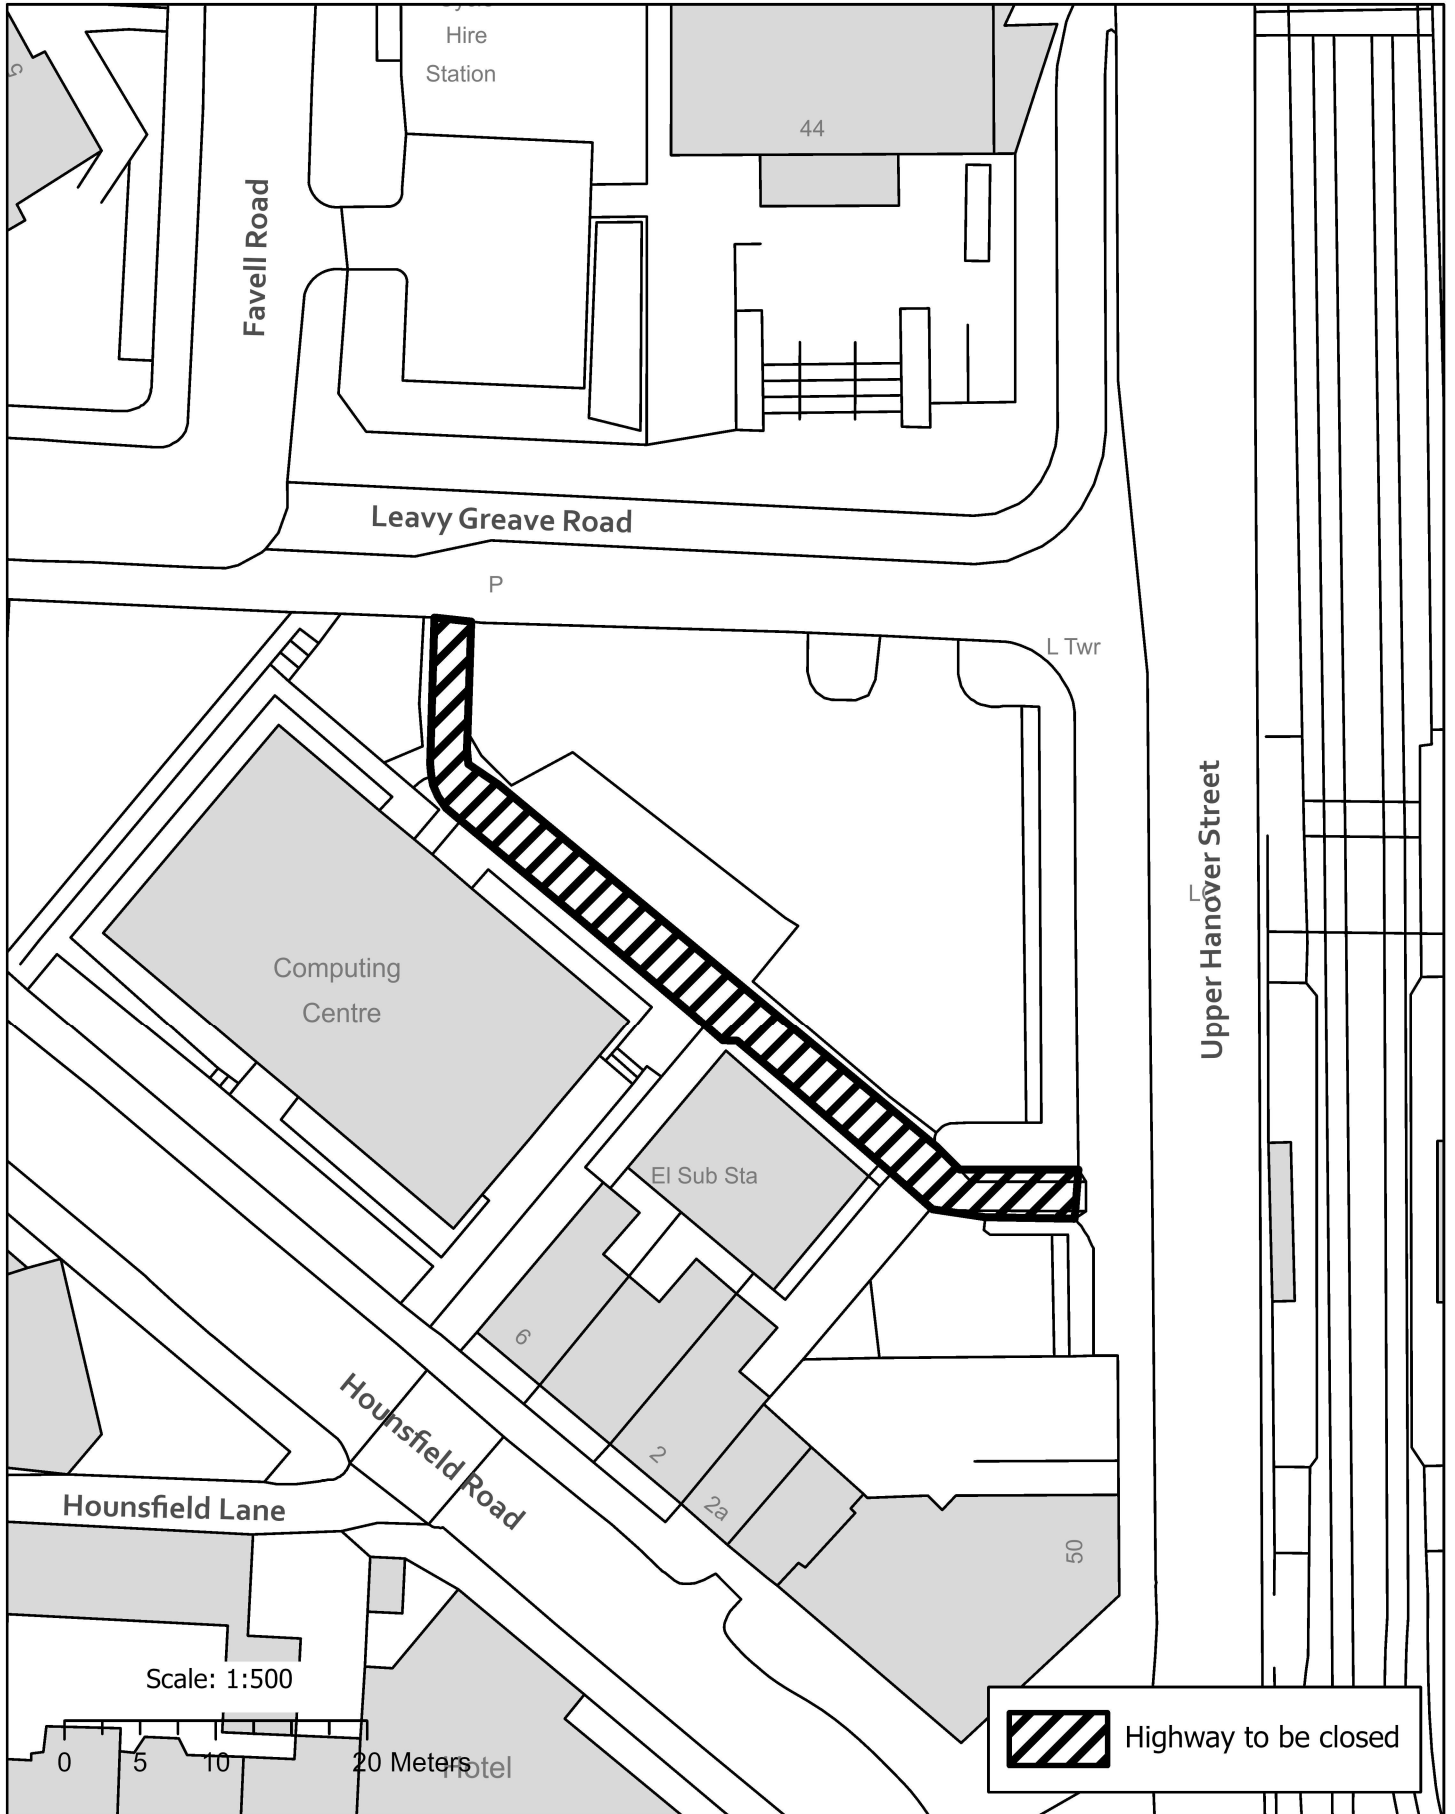 Hire
Station
5
44
Favell Road
Leavy Greave Road
P
L Twr
Upper Hanover Street
Computing
Centre
El Sub Sta
6
2
2a
50
Hounsfield Road
Hounsfield Lane
Scale: 1:500
0 5 10 20 Meters
Hotel
Highway to be closed